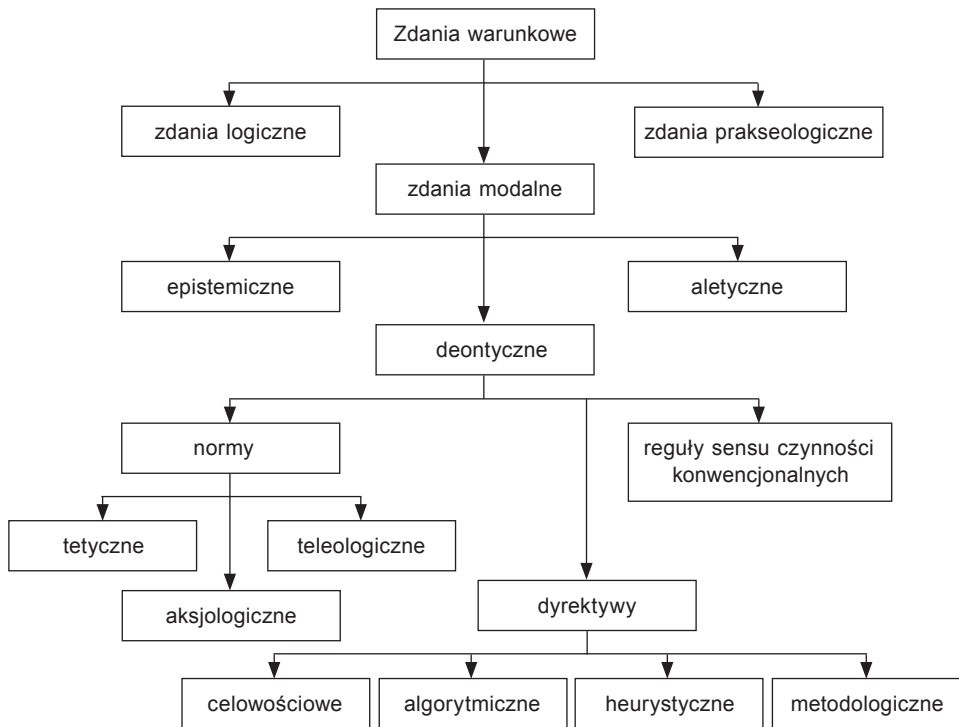 Zdania warunkowe
zdania logiczne
zdania prakseologiczne
zdania modalne
epistemiczne
aletyczne
deontyczne
normy
reguły sensu czynności
konwencjonalnych
tetyczne
teleologiczne
aksjologiczne
dyrektywy
celowościowe
algorytmiczne
heurystyczne
metodologiczne